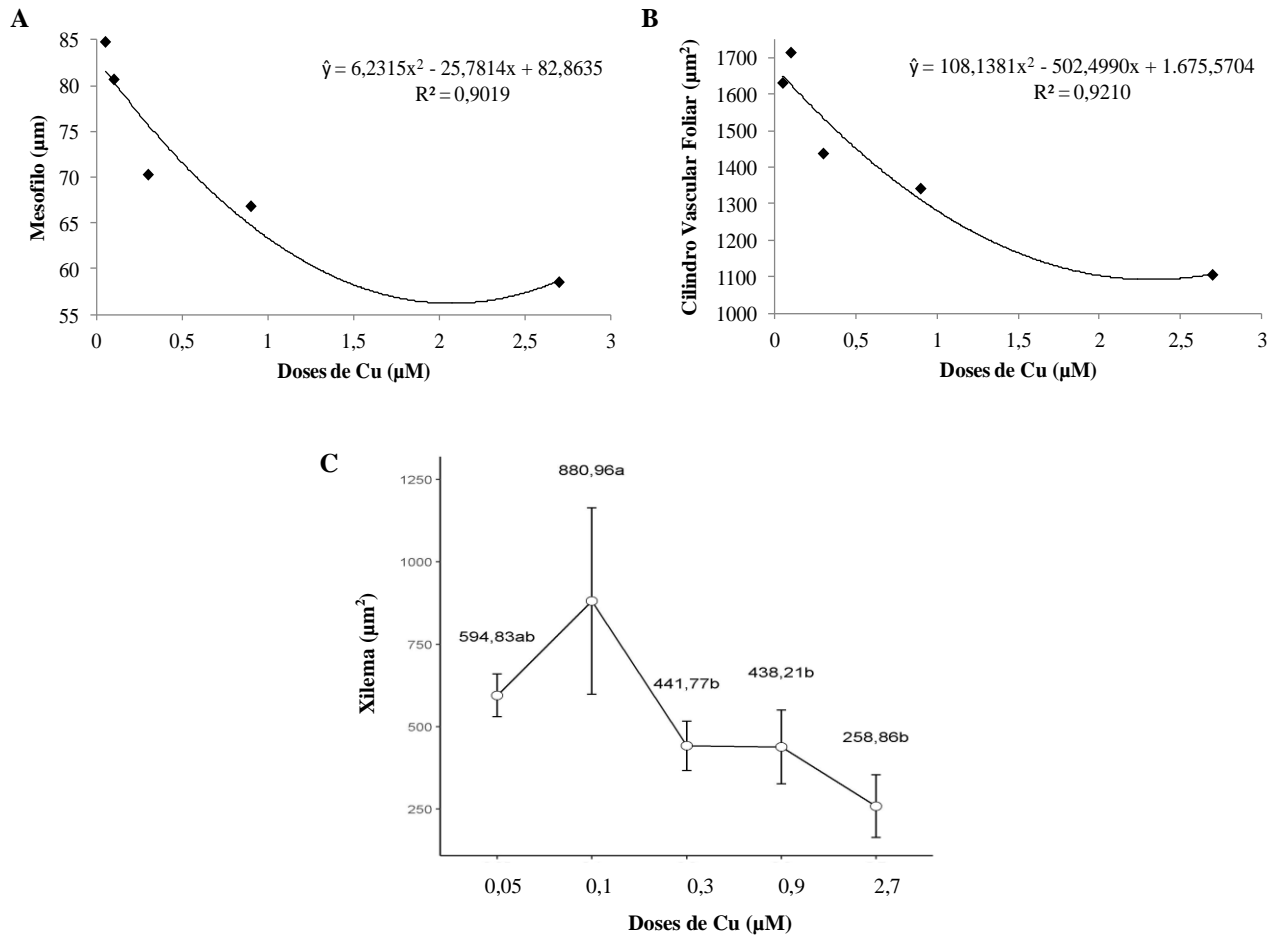 A
Mesofilo (µm)
85
80
75
70
65
60
55
ŷ = 6,2315x² - 25,7814x + 82,8635
R² = 0,9019
0 0,5 1 1,5 2 2,5 3
Doses de Cu (µM)
B
Cilindro Vascular Foliar (µm²)
1700
1600
1500
1400
1300
1200
1100
1000
ŷ = 108,1381x² - 502,4990x + 1.675,5704
R² = 0,9210
0 0,5 1 1,5 2 2,5 3
Doses de Cu (µM)
C
Xilema (µm²)
1250
1000
750
500
250
594,83ab
880,96a
441,77b
438,21b
258,86b
0,05 0,1 0,3 0,9 2,7
Doses de Cu (µM)